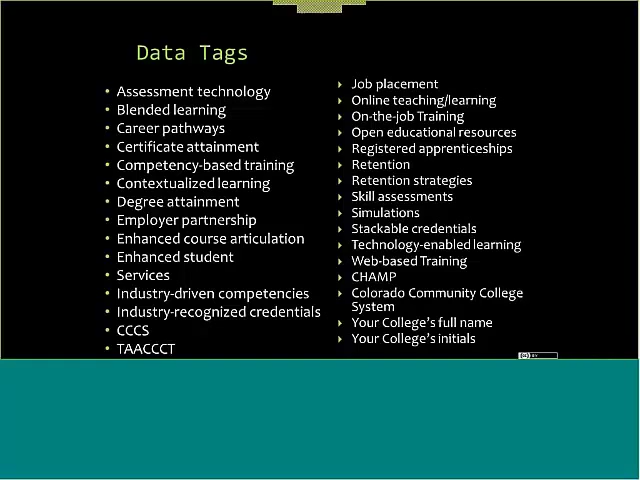 Data Tags
• Assessment technology
• Blended learning
• Career pathways
• Certificate attainment
• Competency-based training
• Contextualized learning
• Degree attainment
• Employer partnership
• Enhanced course articulation
• Enhanced student
• Services
• Industry-driven competencies
• Industry-recognized credentials
• CCCS
• TAACCCT
Job placement
Online teaching/learning
On-the-job Training
Open educational resources
Registered apprenticeships
Retention
Retention strategies
Skill assessments
Simulations
Stackable credentials
Technology-enabled learning
Web-based Training
CHAMP
Colorado Community College
System
Your College's full name
Your College's initials
(cc) BY